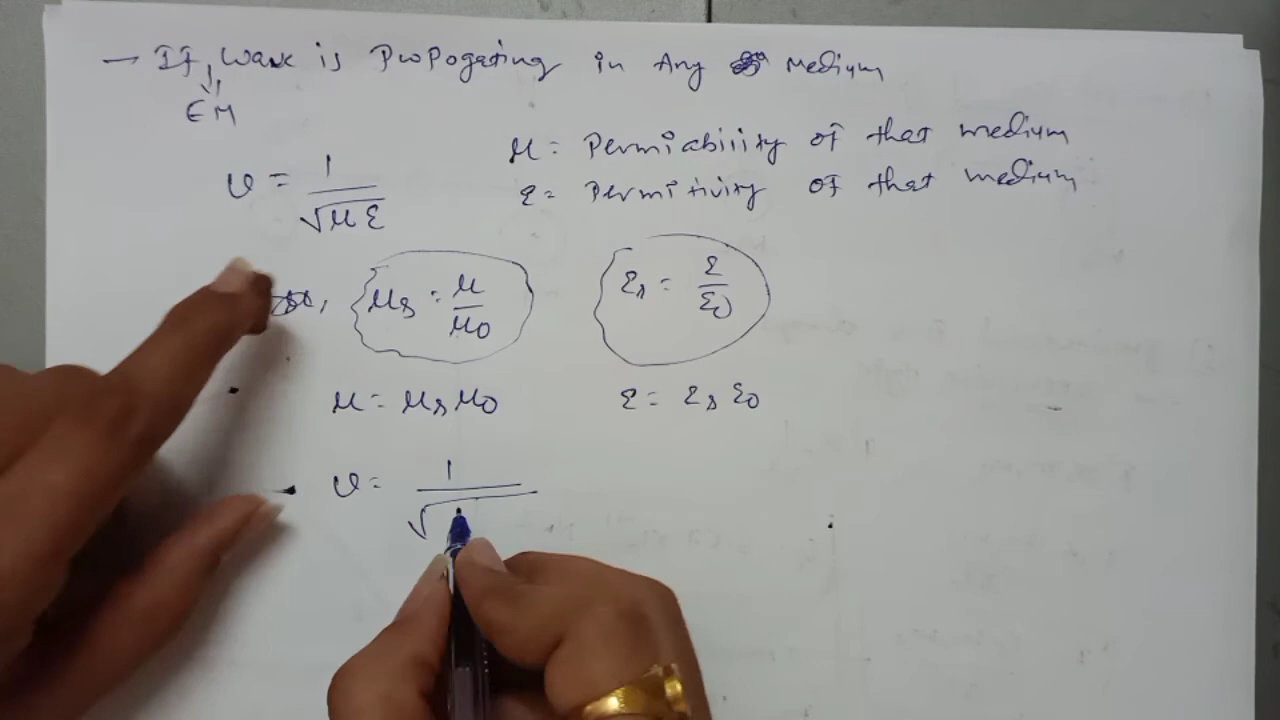 → If Wave is Propogating in Any Medium
EM
υ = 1/√με
μ = Permiability of that medium
ε = Permitivity of that medium
μr = μ/μ0
εr = ε/ε0
μ = μr μ0
ε = εr ε0
υ = 1/√